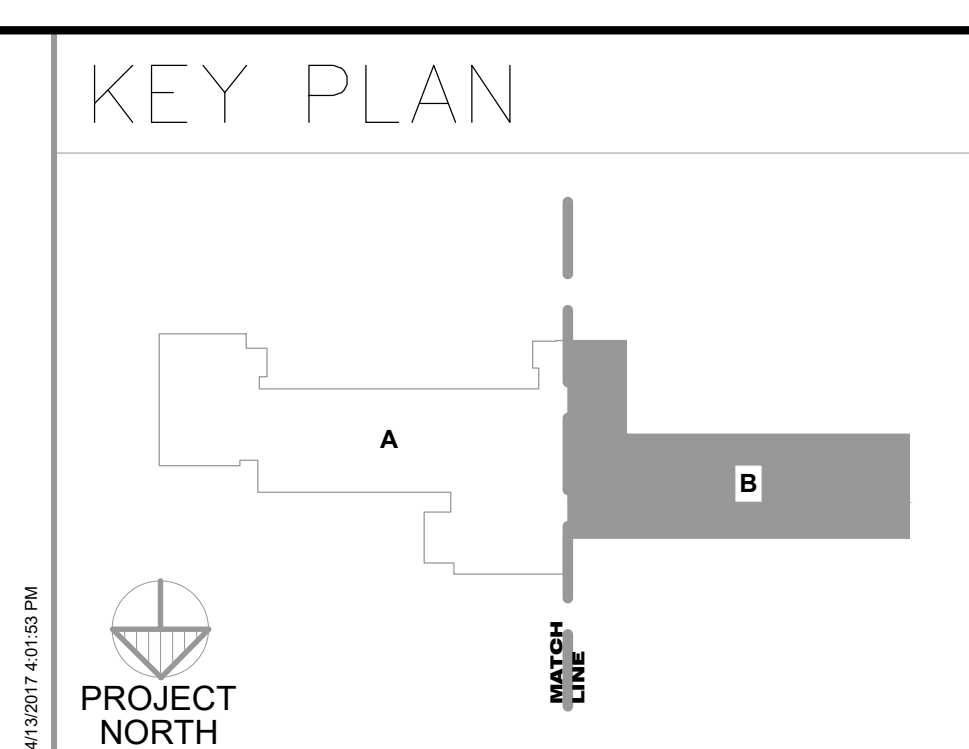 KEY PLAN
A
B
MATCH
LINE
PROJECT
NORTH
4/13/2017 4:01:53 PM